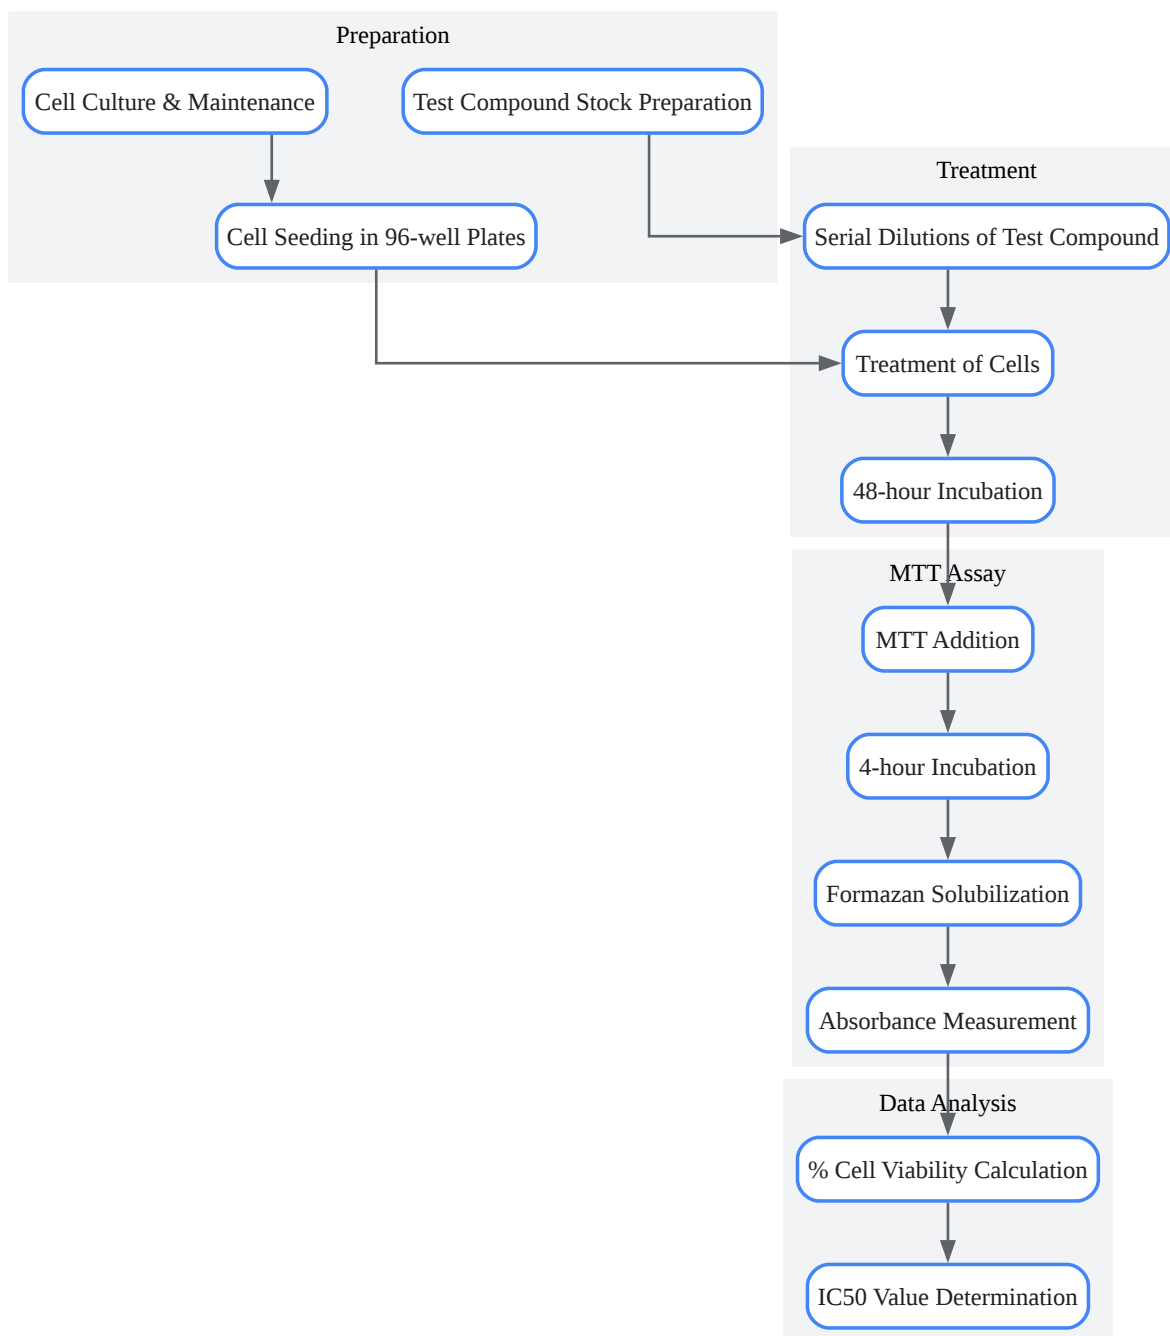 Preparation
Cell Culture & Maintenance
Test Compound Stock Preparation
Cell Seeding in 96-well Plates
Treatment
Serial Dilutions of Test Compound
Treatment of Cells
48-hour Incubation
MTT Assay
MTT Addition
4-hour Incubation
Formazan Solubilization
Absorbance Measurement
Data Analysis
% Cell Viability Calculation
IC50 Value Determination